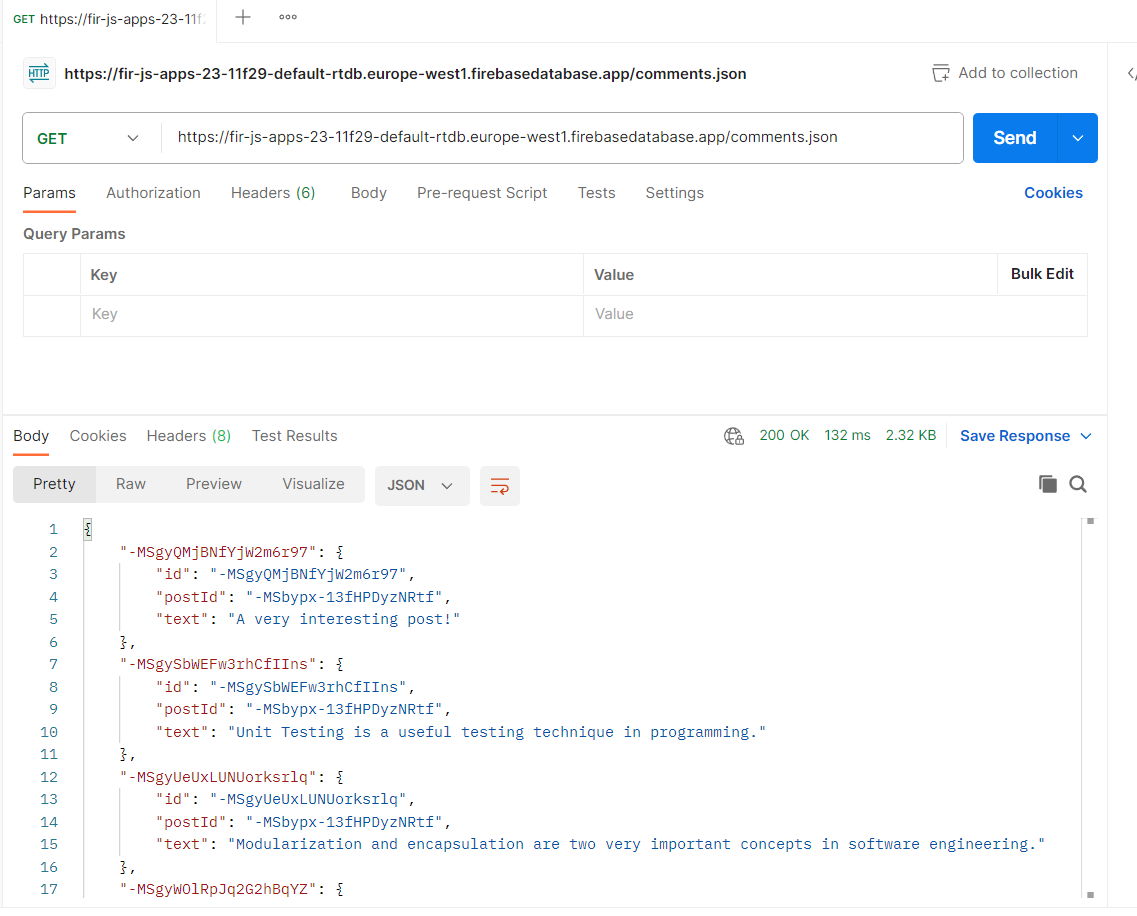 GET https://fir-js-apps-23-11f
HTTP https://fir-js-apps-23-11f29-default-rtdb.europe-west1.firebasedatabase.app/comments.json Add to collection
GET https://fir-js-apps-23-11f29-default-rtdb.europe-west1.firebasedatabase.app/comments.json Send
Params Authorization Headers (6) Body Pre-request Script Tests Settings Cookies
Query Params
Key Value Bulk Edit
Key Value
Body Cookies Headers (8) Test Results 200 OK 132 ms 2.32 KB Save Response
Pretty Raw Preview Visualize JSON
1 {
2 "-MSgyQMjBNfYjW2m6r97": {
3 "id": "-MSgyQMjBNfYjW2m6r97",
4 "postId": "-MSbypx-13fHPDyzNRtf",
5 "text": "A very interesting post!"
6 },
7 "-MSgySbWEFw3rhCfIIns": {
8 "id": "-MSgySbWEFw3rhCfIIns",
9 "postId": "-MSbypx-13fHPDyzNRtf",
10 "text": "Unit Testing is a useful testing technique in programming."
11 },
12 "-MSgyUeUxLUNUorksrlq": {
13 "id": "-MSgyUeUxLUNUorksrlq",
14 "postId": "-MSbypx-13fHPDyzNRtf",
15 "text": "Modularization and encapsulation are two very important concepts in software engineering."
16 },
17 "-MSgyWOlRpJq2G2hBqYZ": {